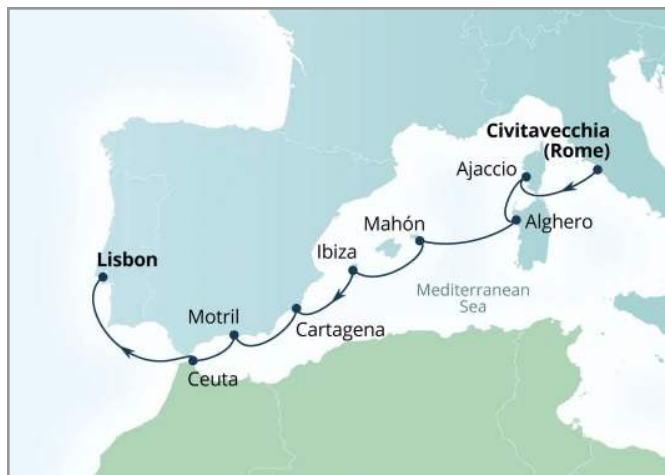 Civitavecchia
(Rome)
Ajaccio
Alghero
Mahón
Ibiza
Lisbon
Mediterranean
Sea
Motril
Cartagena
Ceuta